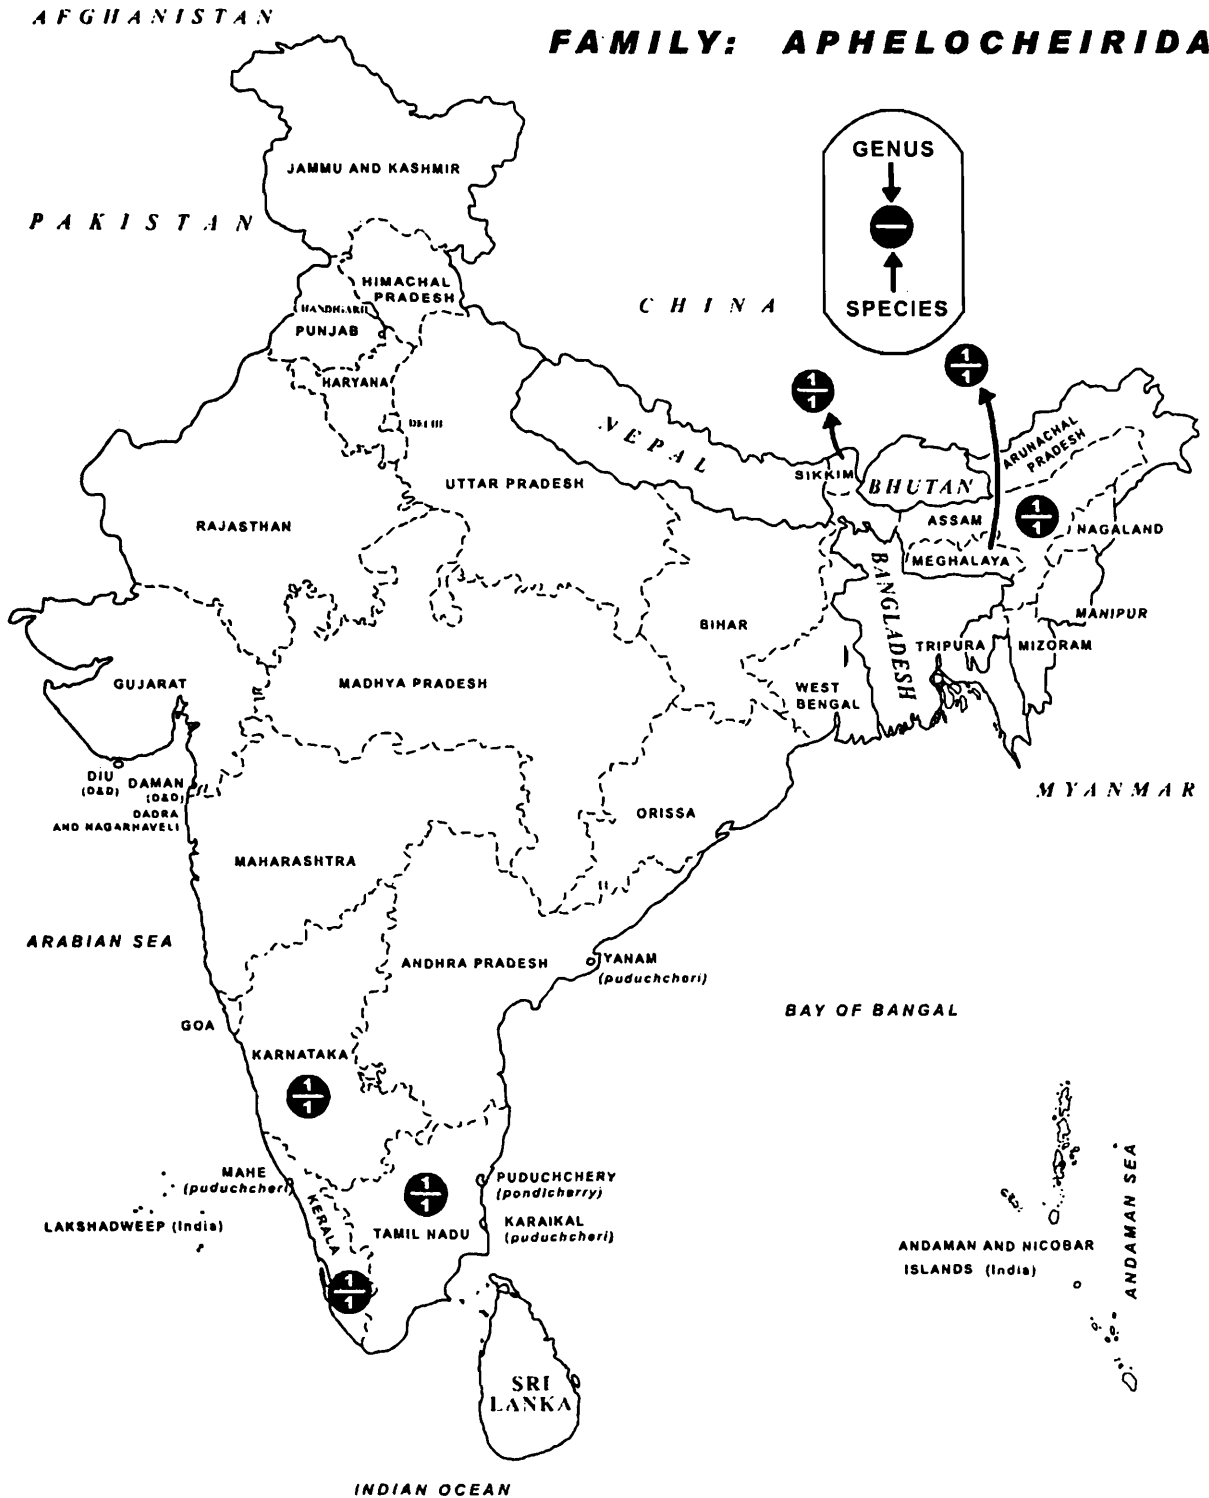 AFGHANISTAN
FAMILY: APHELOCHEIRIDA
GENUS
JAMMU AND KASHMIR
PAKISTAN
HIMACHAL
PRADESH
CHINA
SPECIES
PUNJAB
1
1
1
1
HARYANA
DELHI
NEPAL
ARUNACHAL
PRADESH
SIKKIM
BHUTAN
UTTAR PRADESH
RAJASTHAN
ASSAM
1
1
NAGALAND
MEGHALAYA
BANGLADESH
MANIPUR
BIHAR
TRIPURA
MIZORAM
GUJARAT
MADHYA PRADESH
WEST
BENGAL
DIU
(D&D)
DAMAN
(D&D)
DADRA
AND NAGARHAVELI
MYANMAR
ORISSA
MAHARASHTRA
ARABIAN SEA
ANDHRA PRADESH
YANAM
(puduchcheri)
BAY OF BANGAL
GOA
KARNATAKA
1
1
MAHE
(puduchcheri)
PUDUCHCHERY
(pondicherry)
1
1
KERALA
LAKSHADWEEP (India)
TAMIL NADU
KARAIKAL
(puduchcheri)
ANDAMAN AND NICOBAR
ISLANDS (India)
ANDAMAN SEA
1
1
SRI
LANKA
INDIAN OCEAN